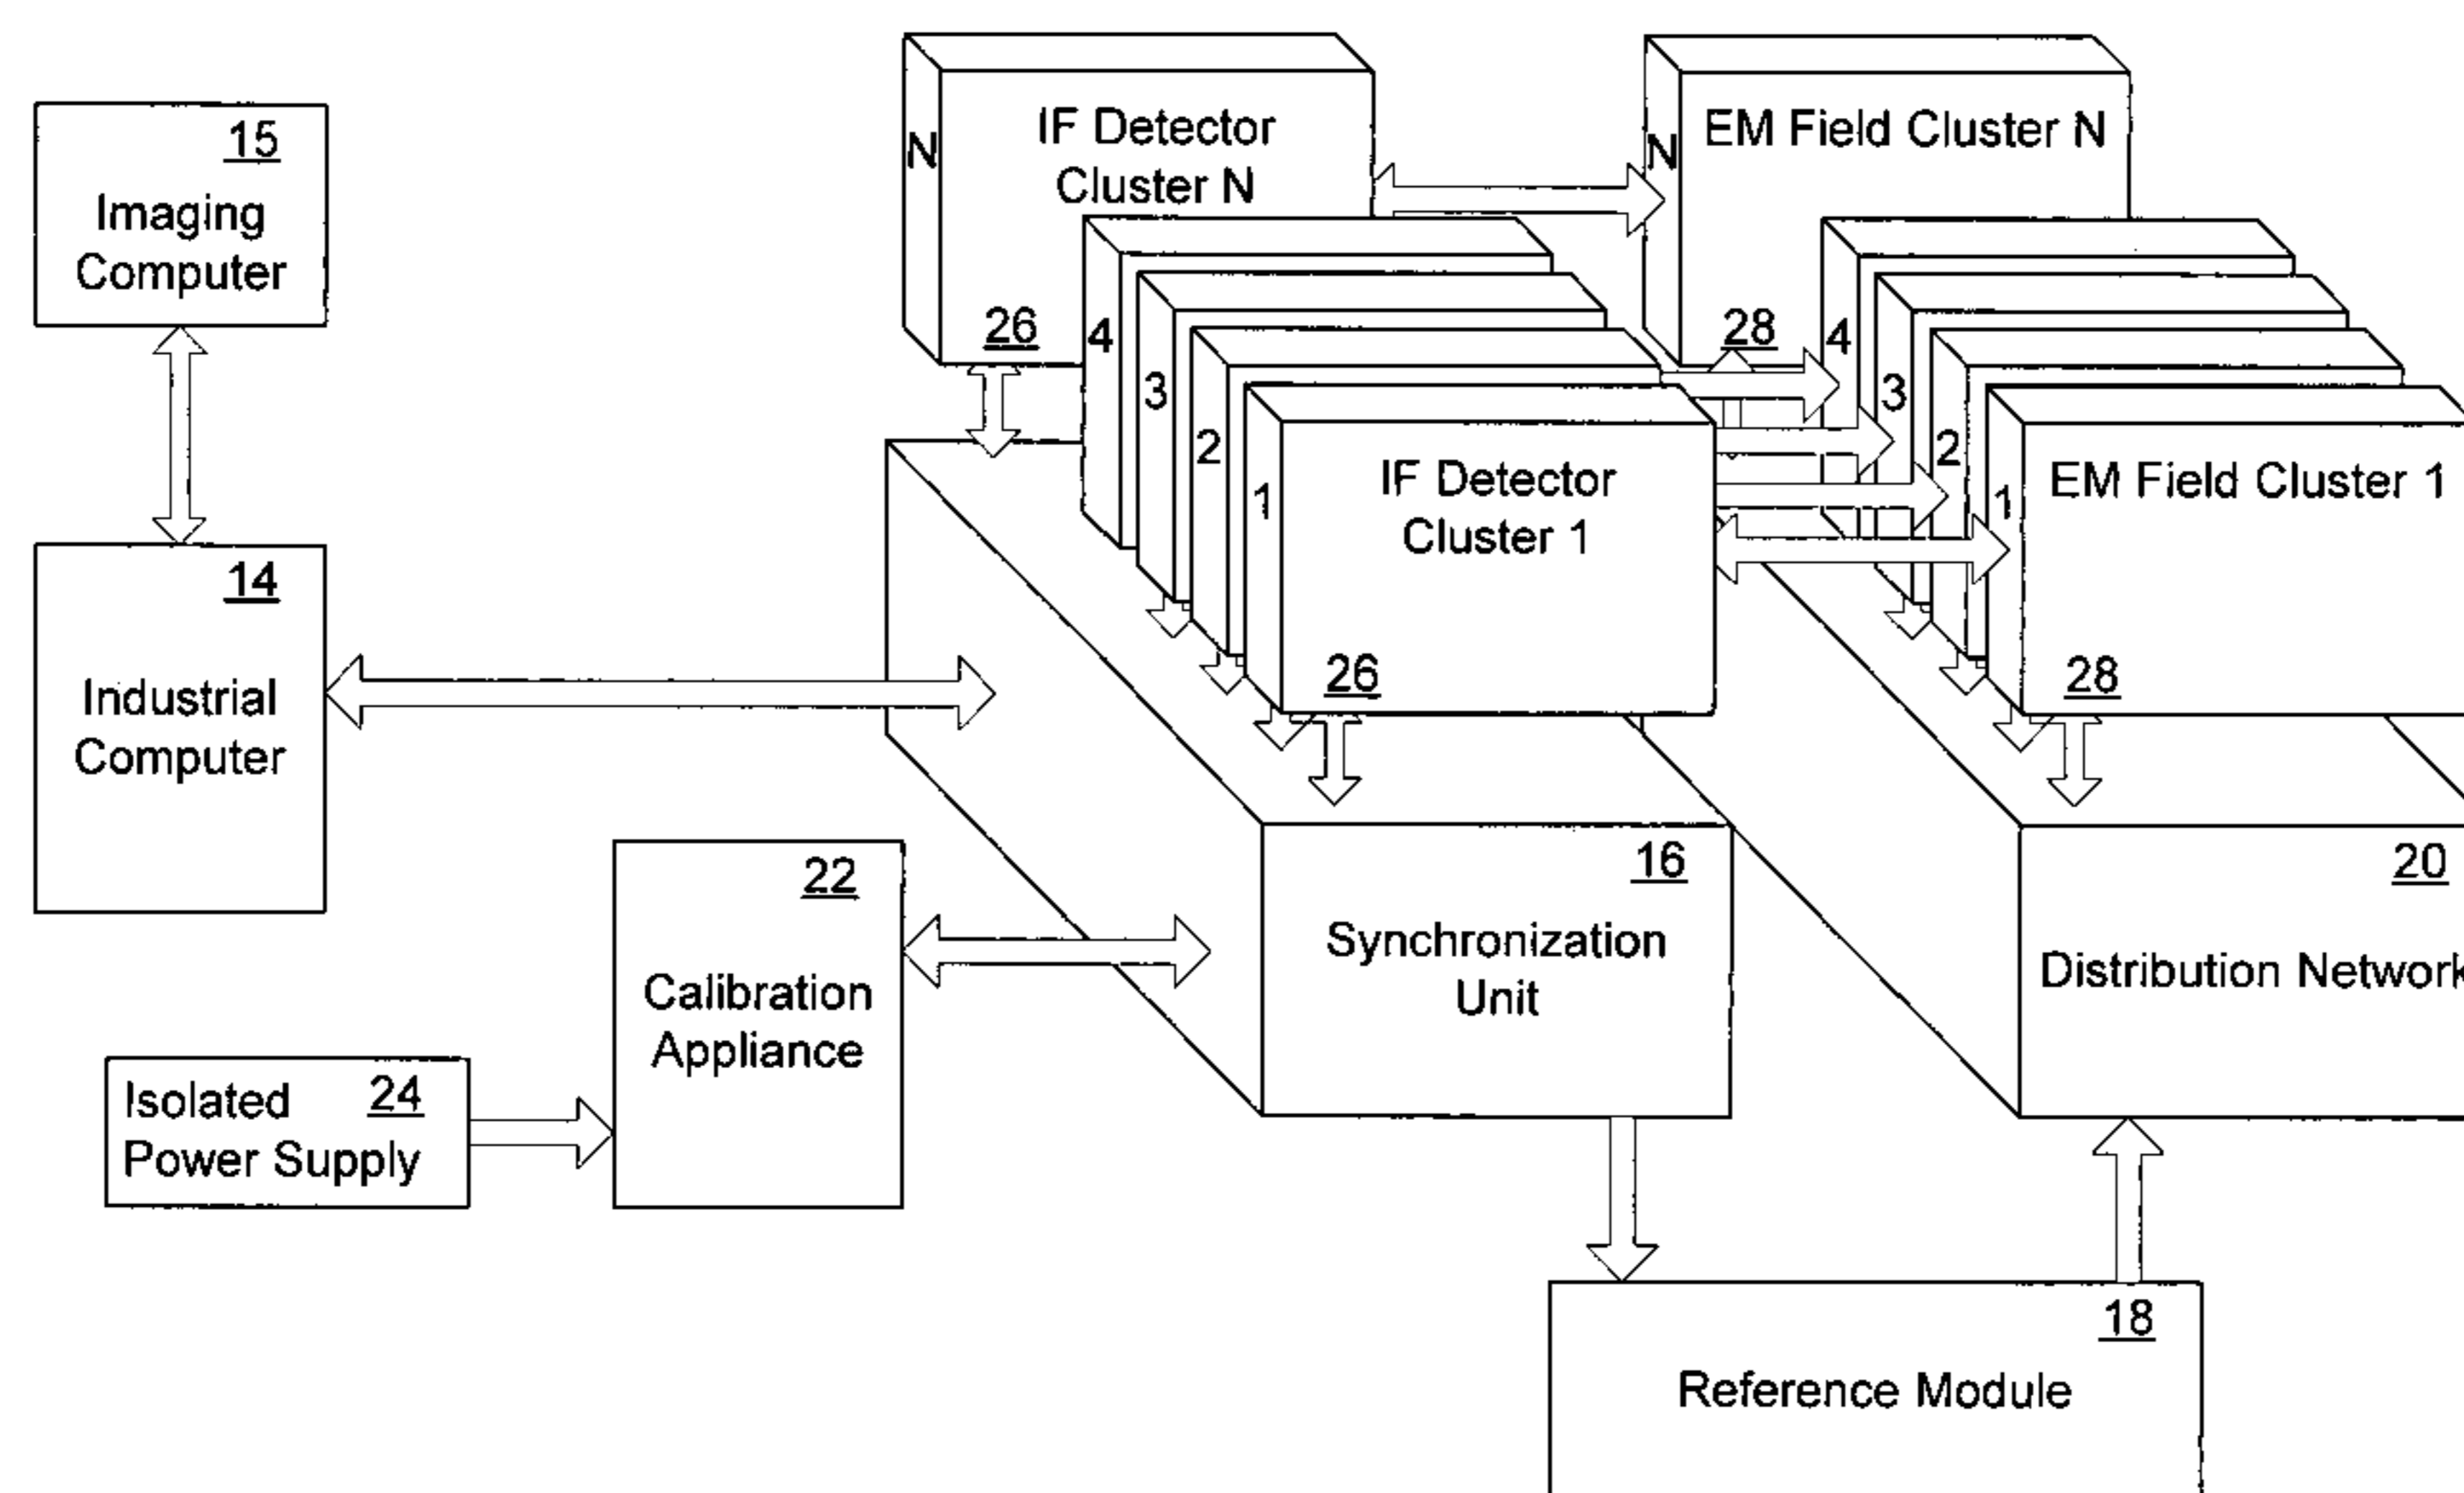 15
Imaging
Computer
14
Industrial
Computer
22
Calibration
Appliance
Isolated 24
Power Supply
N
IF Detector
Cluster N
26
4
3
2
1
IF Detector
Cluster 1
26
N
EM Field Cluster N
28
4
3
2
1
EM Field Cluster 1
28
16
Synchronization
Unit
20
Distribution Network
18
Reference Module